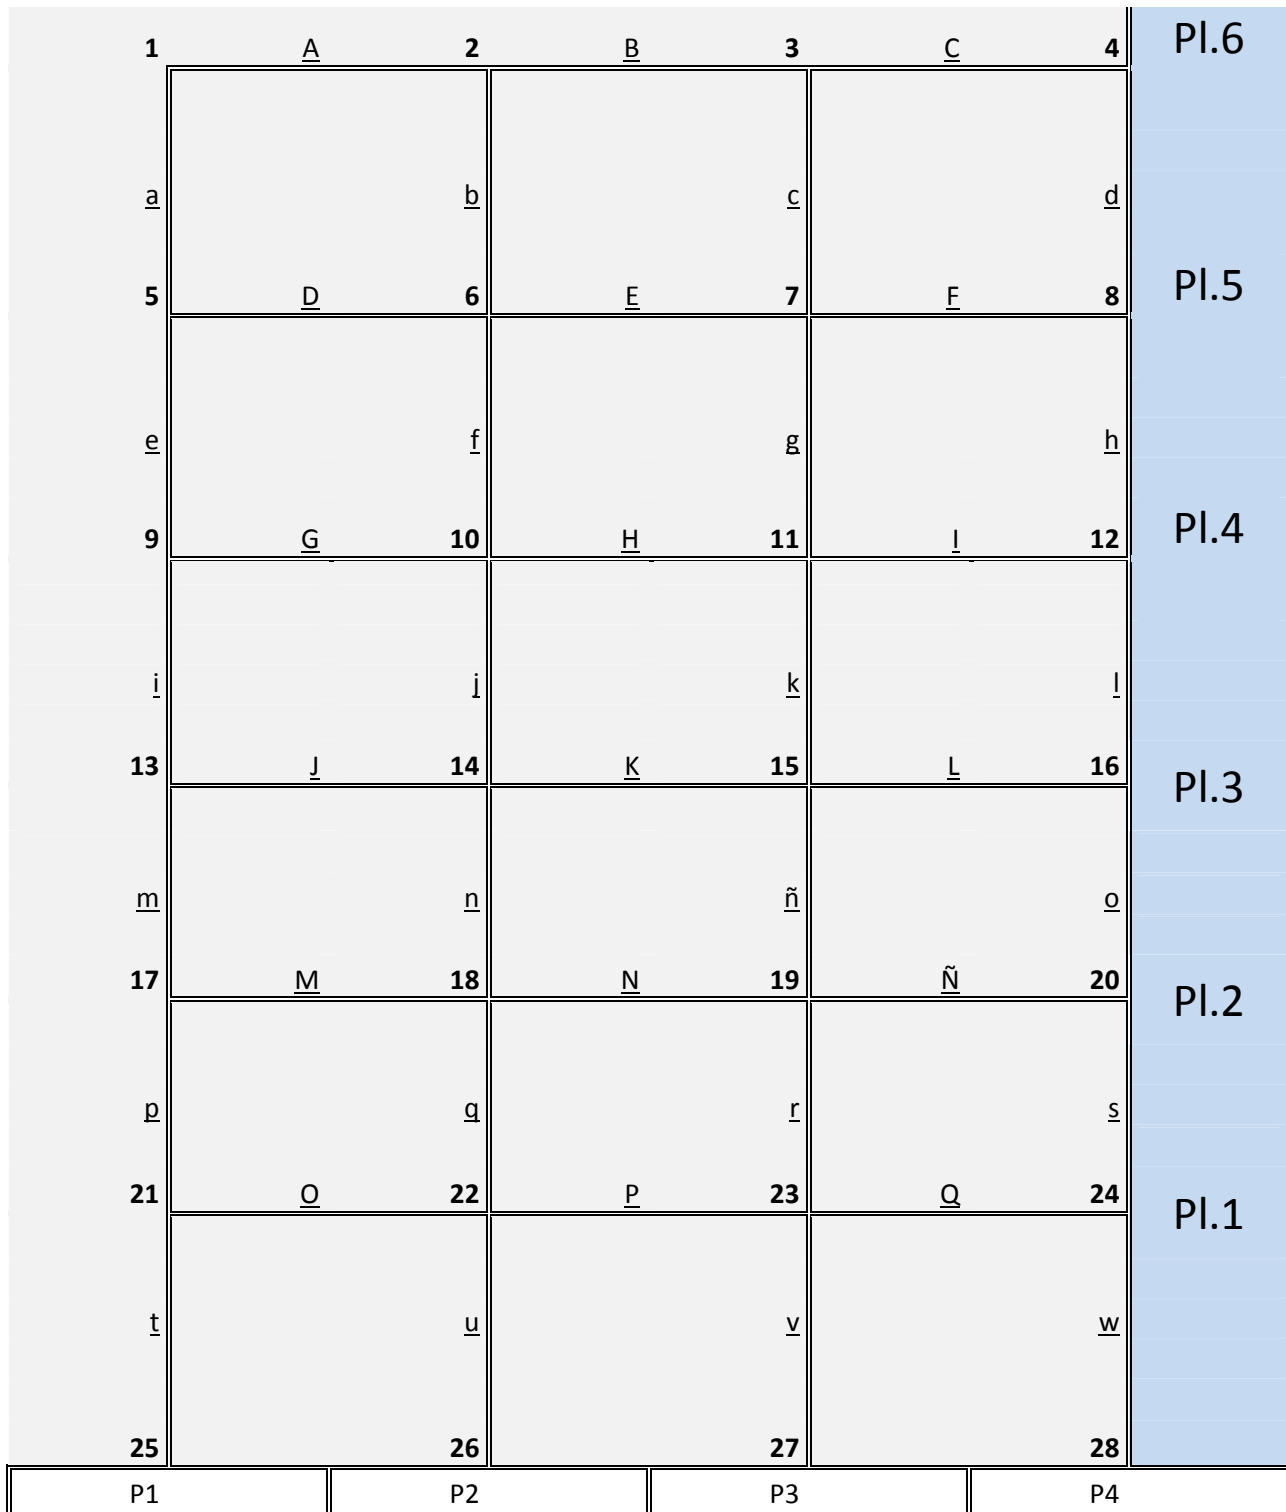 1 A 2 B 3 C 4 Pl.6
a b c d
5 D 6 E 7 F 8 Pl.5
e f g h
9 G 10 H 11 I 12 Pl.4
i j k l
13 J 14 K 15 L 16 Pl.3
m n ñ o
17 M 18 N 19 Ñ 20 Pl.2
p q r s
21 O 22 P 23 Q 24 Pl.1
t u v w
25 26 27 28
P1 P2 P3 P4